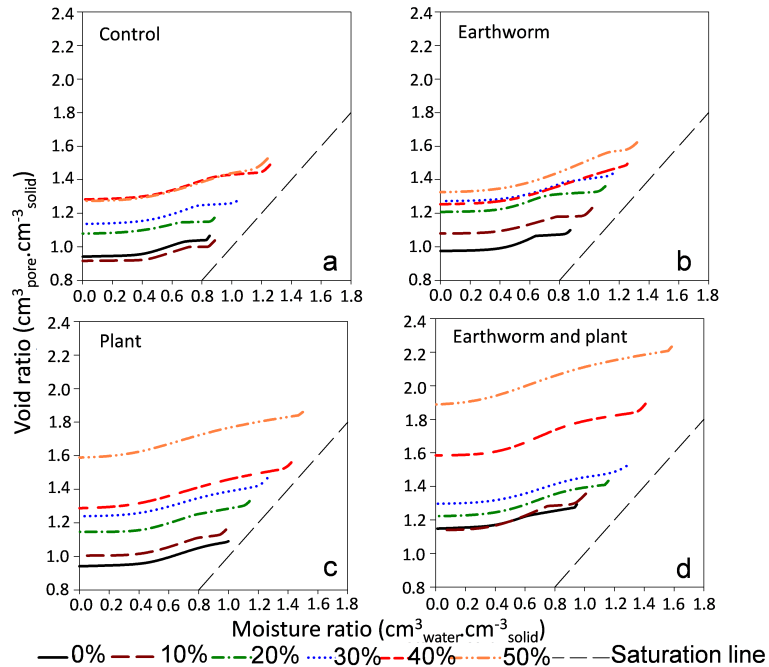 Control
Earthworm
2.4
2.2
2.0
1.8
1.6
1.4
1.2
1.0
0.8
0.0 0.2 0.4 0.6 0.8 1.0 1.2 1.4 1.6 1.8
a
2.4
2.2
2.0
1.8
1.6
1.4
1.2
1.0
0.8
0.0 0.2 0.4 0.6 0.8 1.0 1.2 1.4 1.6 1.8
b
Void ratio (cm³pore.cm⁻³solid)
Plant
Earthworm and plant
2.4
2.2
2.0
1.8
1.6
1.4
1.2
1.0
0.8
0.0 0.2 0.4 0.6 0.8 1.0 1.2 1.4 1.6 1.8
c
2.4
2.2
2.0
1.8
1.6
1.4
1.2
1.0
0.8
0.0 0.2 0.4 0.6 0.8 1.0 1.2 1.4 1.6 1.8
d
Moisture ratio (cm³water.cm⁻³solid)
0% 10% 20% 30% 40% 50% Saturation line